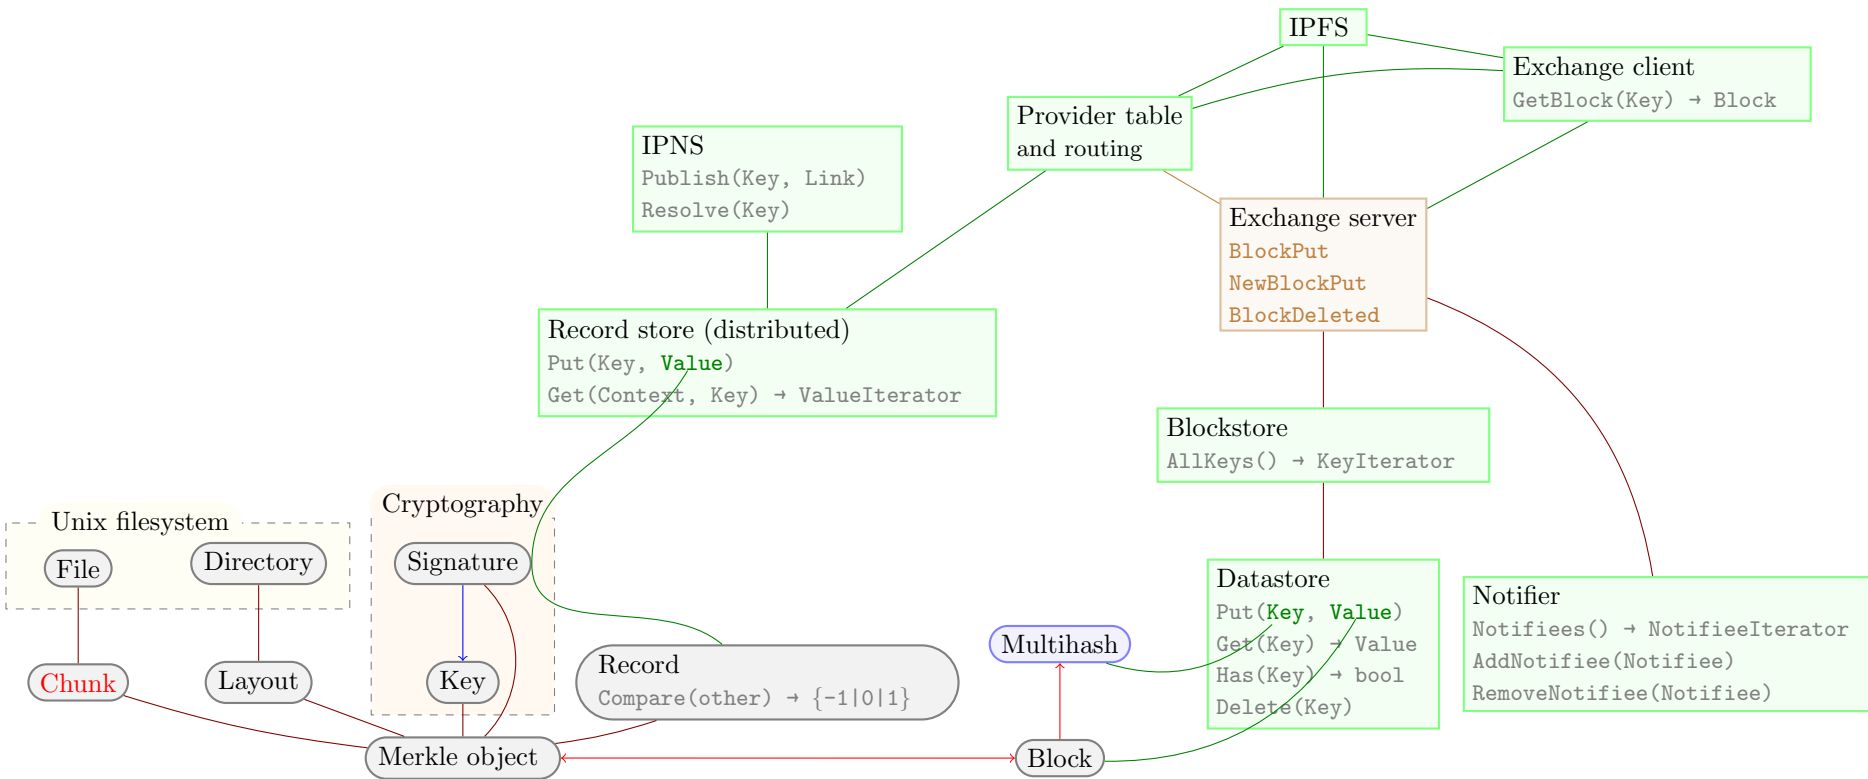 IPFS
Exchange client
GetBlock(Key) → Block
Provider table
and routing
IPNS
Publish(Key, Link)
Resolve(Key)
Exchange server
BlockPut
NewBlockPut
BlockDeleted
Record store (distributed)
Put(Key, Value)
Get(Context, Key) → ValueIterator
Blockstore
AllKeys() → KeyIterator
Unix filesystem
File
Directory
Cryptography
Signature
Datastore
Put(Key, Value)
Get(Key) → Value
Has(Key) → bool
Delete(Key)
Notifier
Notifiees() → NotifieeIterator
AddNotifiee(Notifiee)
RemoveNotifiee(Notifiee)
Chunk
Layout
Key
Record
Compare(other) → {-1|0|1}
Multihash
Merkle object
Block